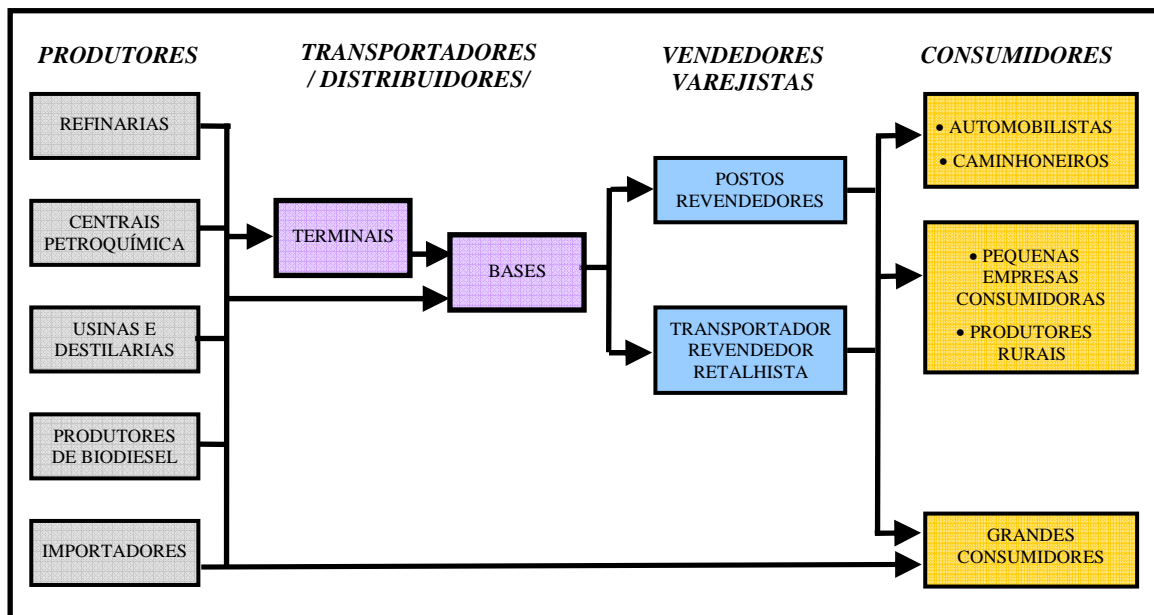 PRODUTORES
TRANSPORTADORES
/ DISTRIBUIDORES/
VENDEDORES
VAREJISTAS
CONSUMIDORES
REFINARIAS
CENTRAIS
PETROQUÍMICA
USINAS E
DESTILARIAS
PRODUTORES
DE BIODIESEL
IMPORTADORES
TERMINAIS
BASES
POSTOS
REVENDEDORES
TRANSPORTADOR
REVENDEDOR
RETALHISTA
• AUTOMOBILISTAS
• CAMINHONEIROS
• PEQUENAS
EMPRESAS
CONSUMIDORAS
• PRODUTORES
RURAIS
GRANDES
CONSUMIDORES